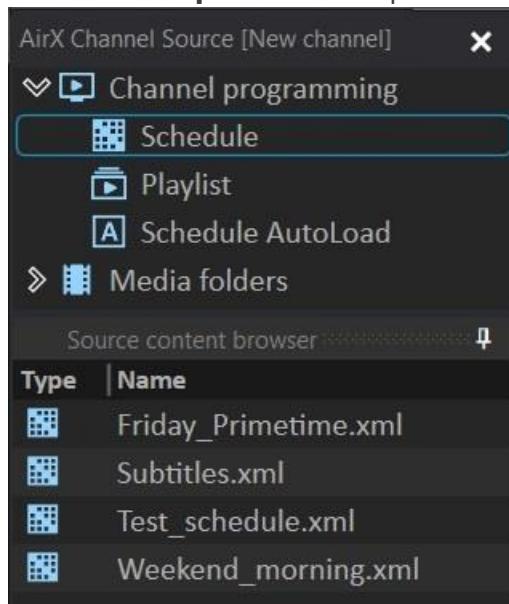 AirX Channel Source [New channel]
Channel programming
Schedule
Playlist
A Schedule AutoLoad
Media folders
Source content browser
Type Name
Friday_Primetime.xml
Subtitles.xml
Test_schedule.xml
Weekend_morning.xml